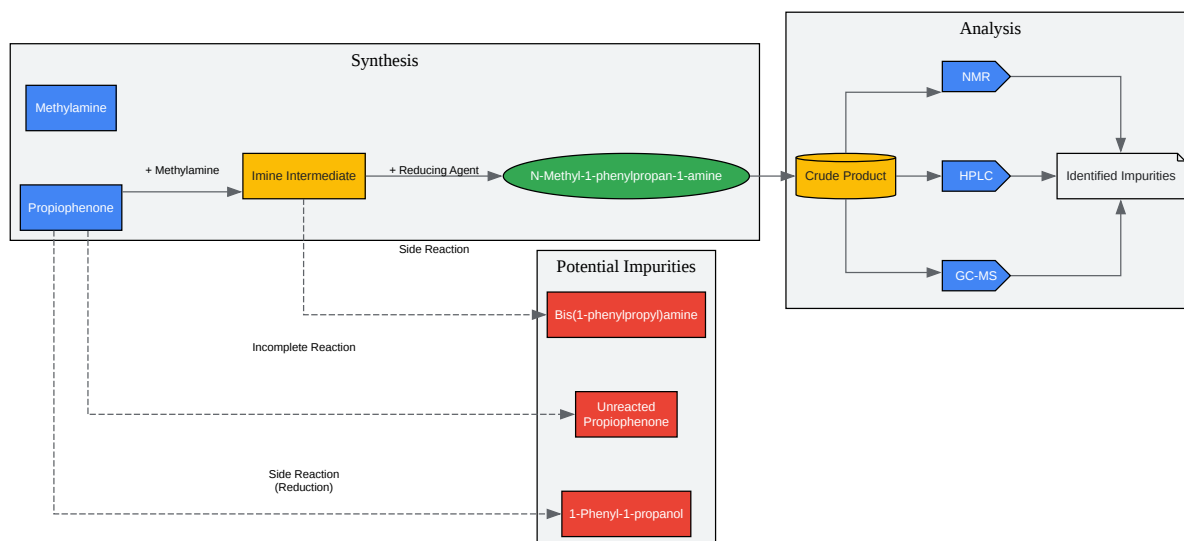 Synthesis
Methylamine
Propiophenone
+ Methylamine
Imine Intermediate
+ Reducing Agent
N-Methyl-1-phenylpropan-1-amine
Analysis
NMR
Crude Product
HPLC
Identified Impurities
GC-MS
Side Reaction
Potential Impurities
Bis(1-phenylpropyl)amine
Incomplete Reaction
Unreacted
Propiophenone
Side Reaction
(Reduction)
1-Phenyl-1-propanol